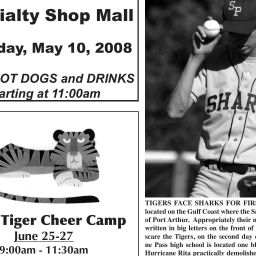 ialty Shop Mall
day, May 10, 2008
OT DOGS and DRINKS
arting at 11:00am
Tiger Cheer Camp
June 25-27
9:00am - 11:30am
SP
SHAR
TIGERS FACE SHARKS FOR FIRS
located on the Gulf Coast where the S
of Port Arthur. Appropriately their n
written in big letters on the front of
scare the Tigers, on the second day o
ne Pass high school is located one bl
Hurricane Rita practically demolishe